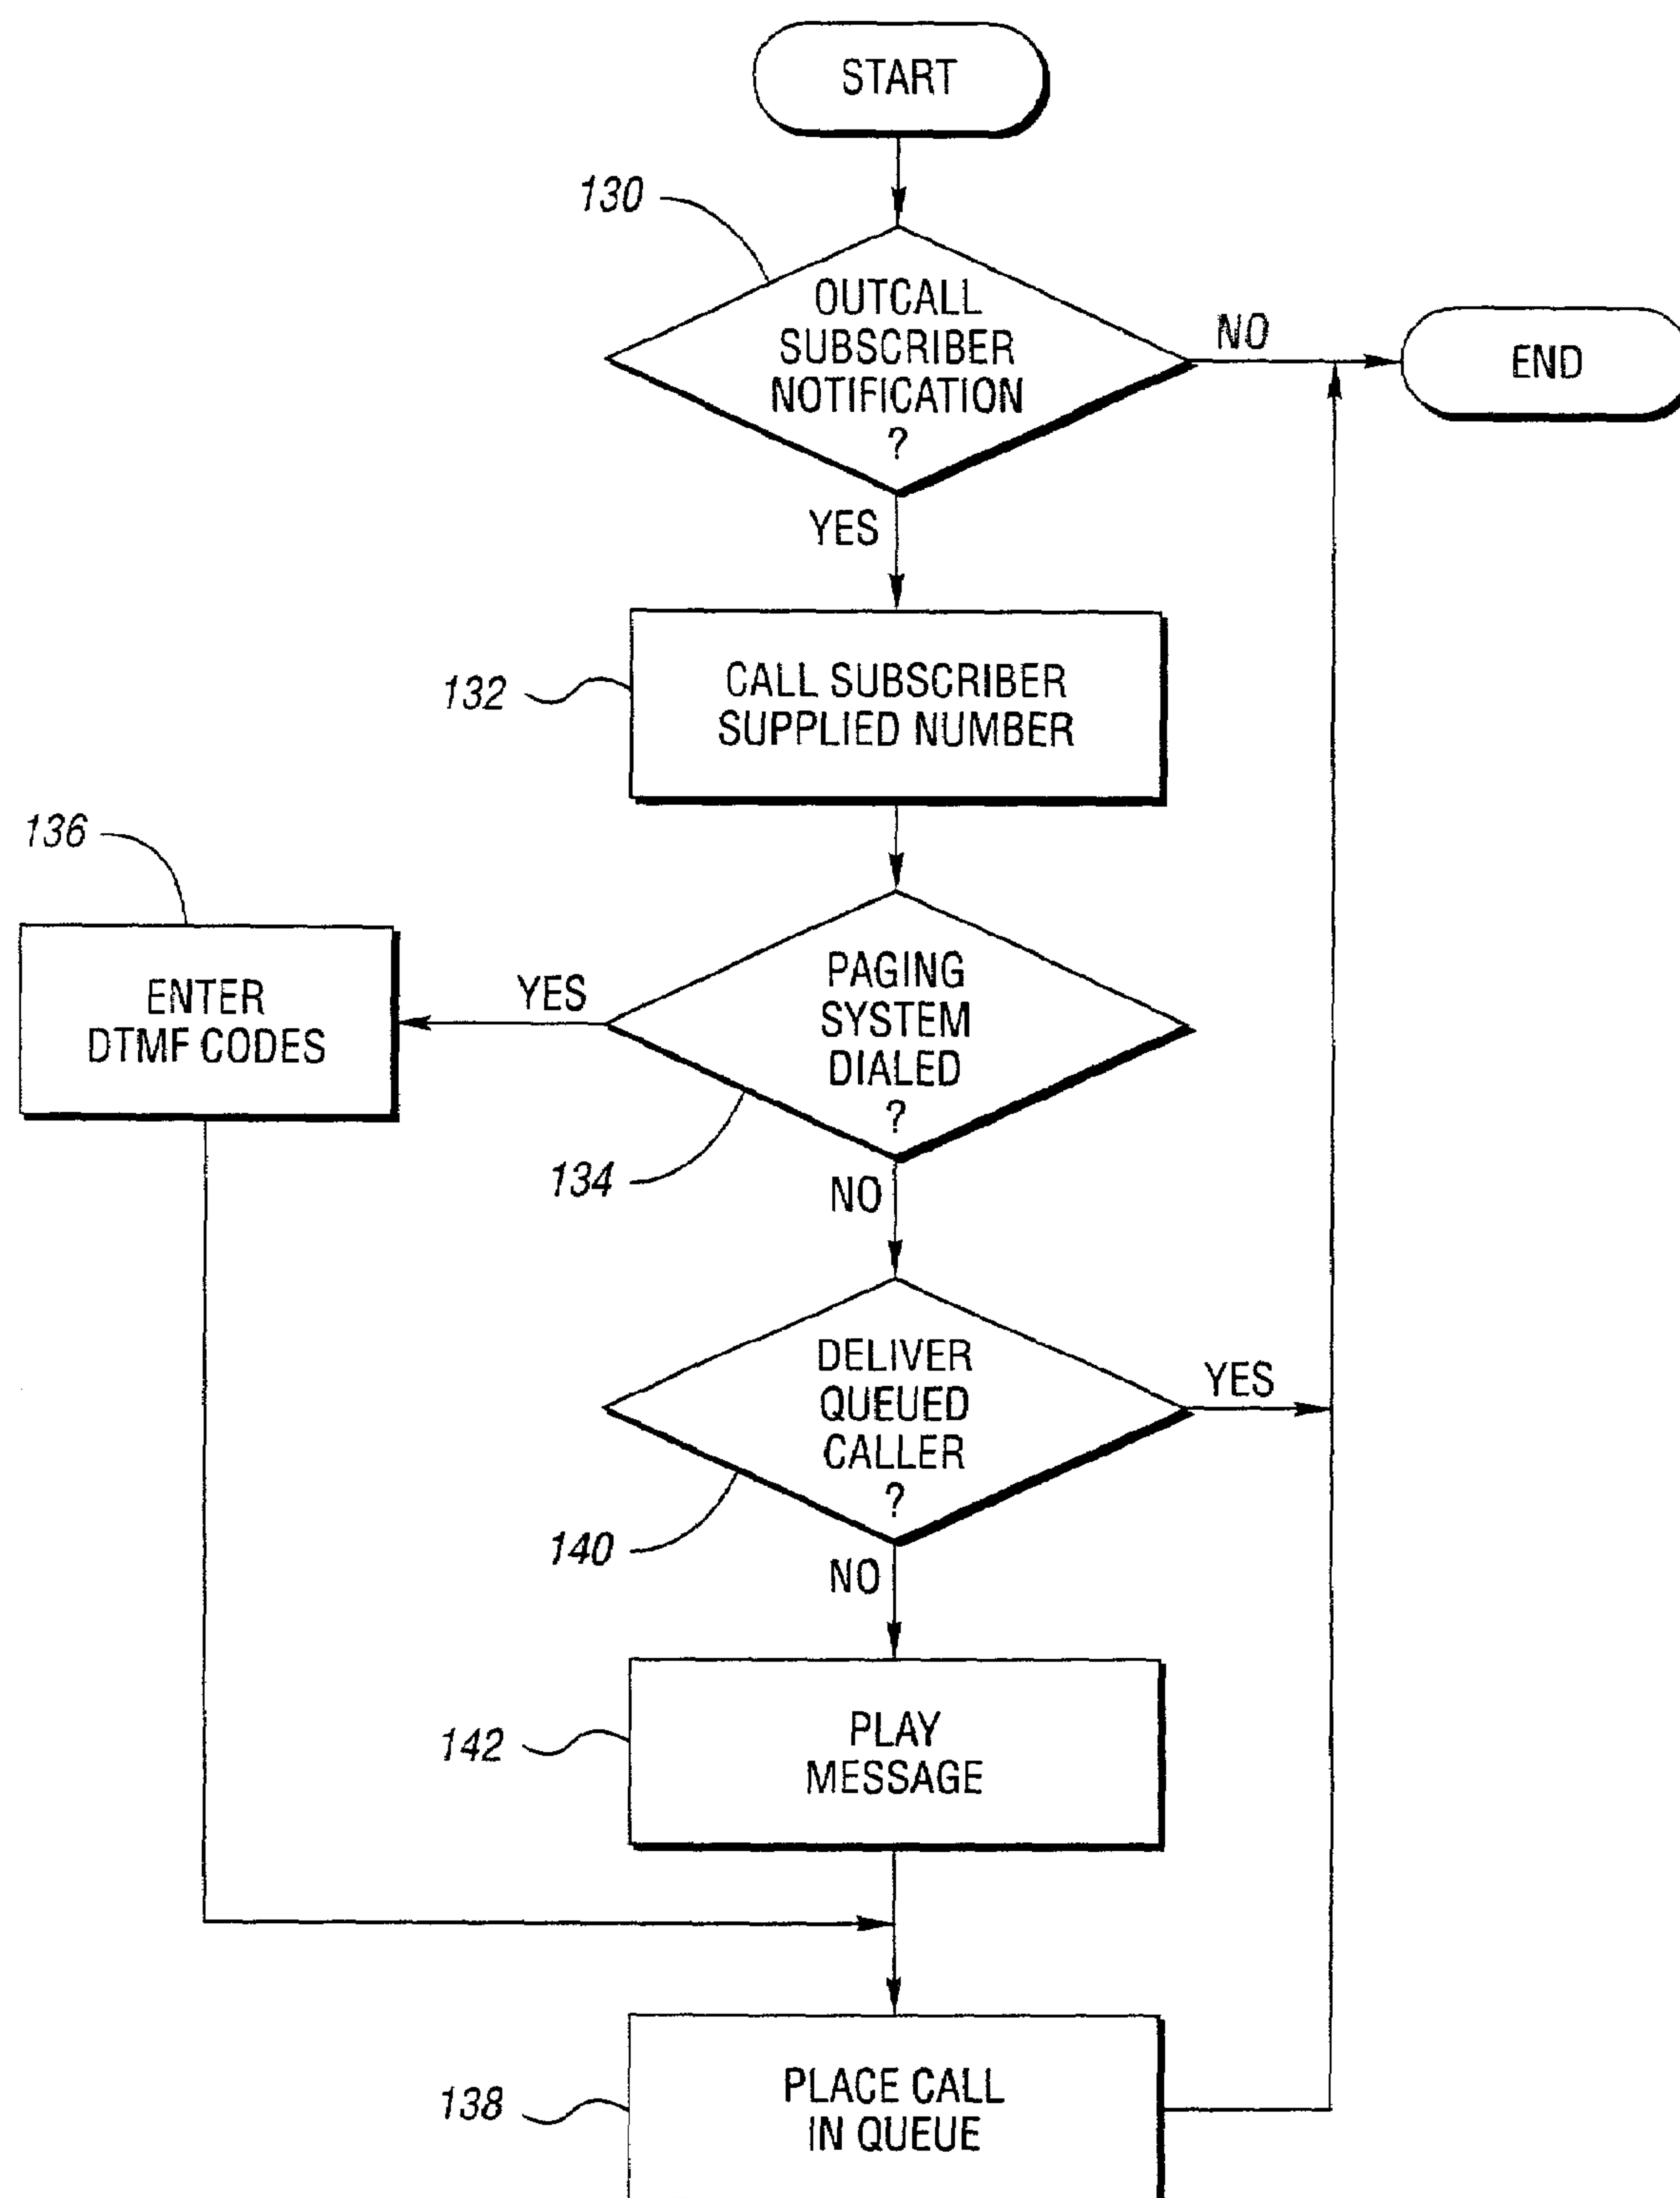 START
130
OUTCALL
SUBSCRIBER
NOTIFICATION
?
NO
END
YES
132
CALL SUBSCRIBER
SUPPLIED NUMBER
136
ENTER
DTMF CODES
YES
PAGING
SYSTEM
DIALED
?
134
NO
DELIVER
QUEUED
CALLER
?
YES
140
NO
142
PLAY
MESSAGE
138
PLACE CALL
IN QUEUE